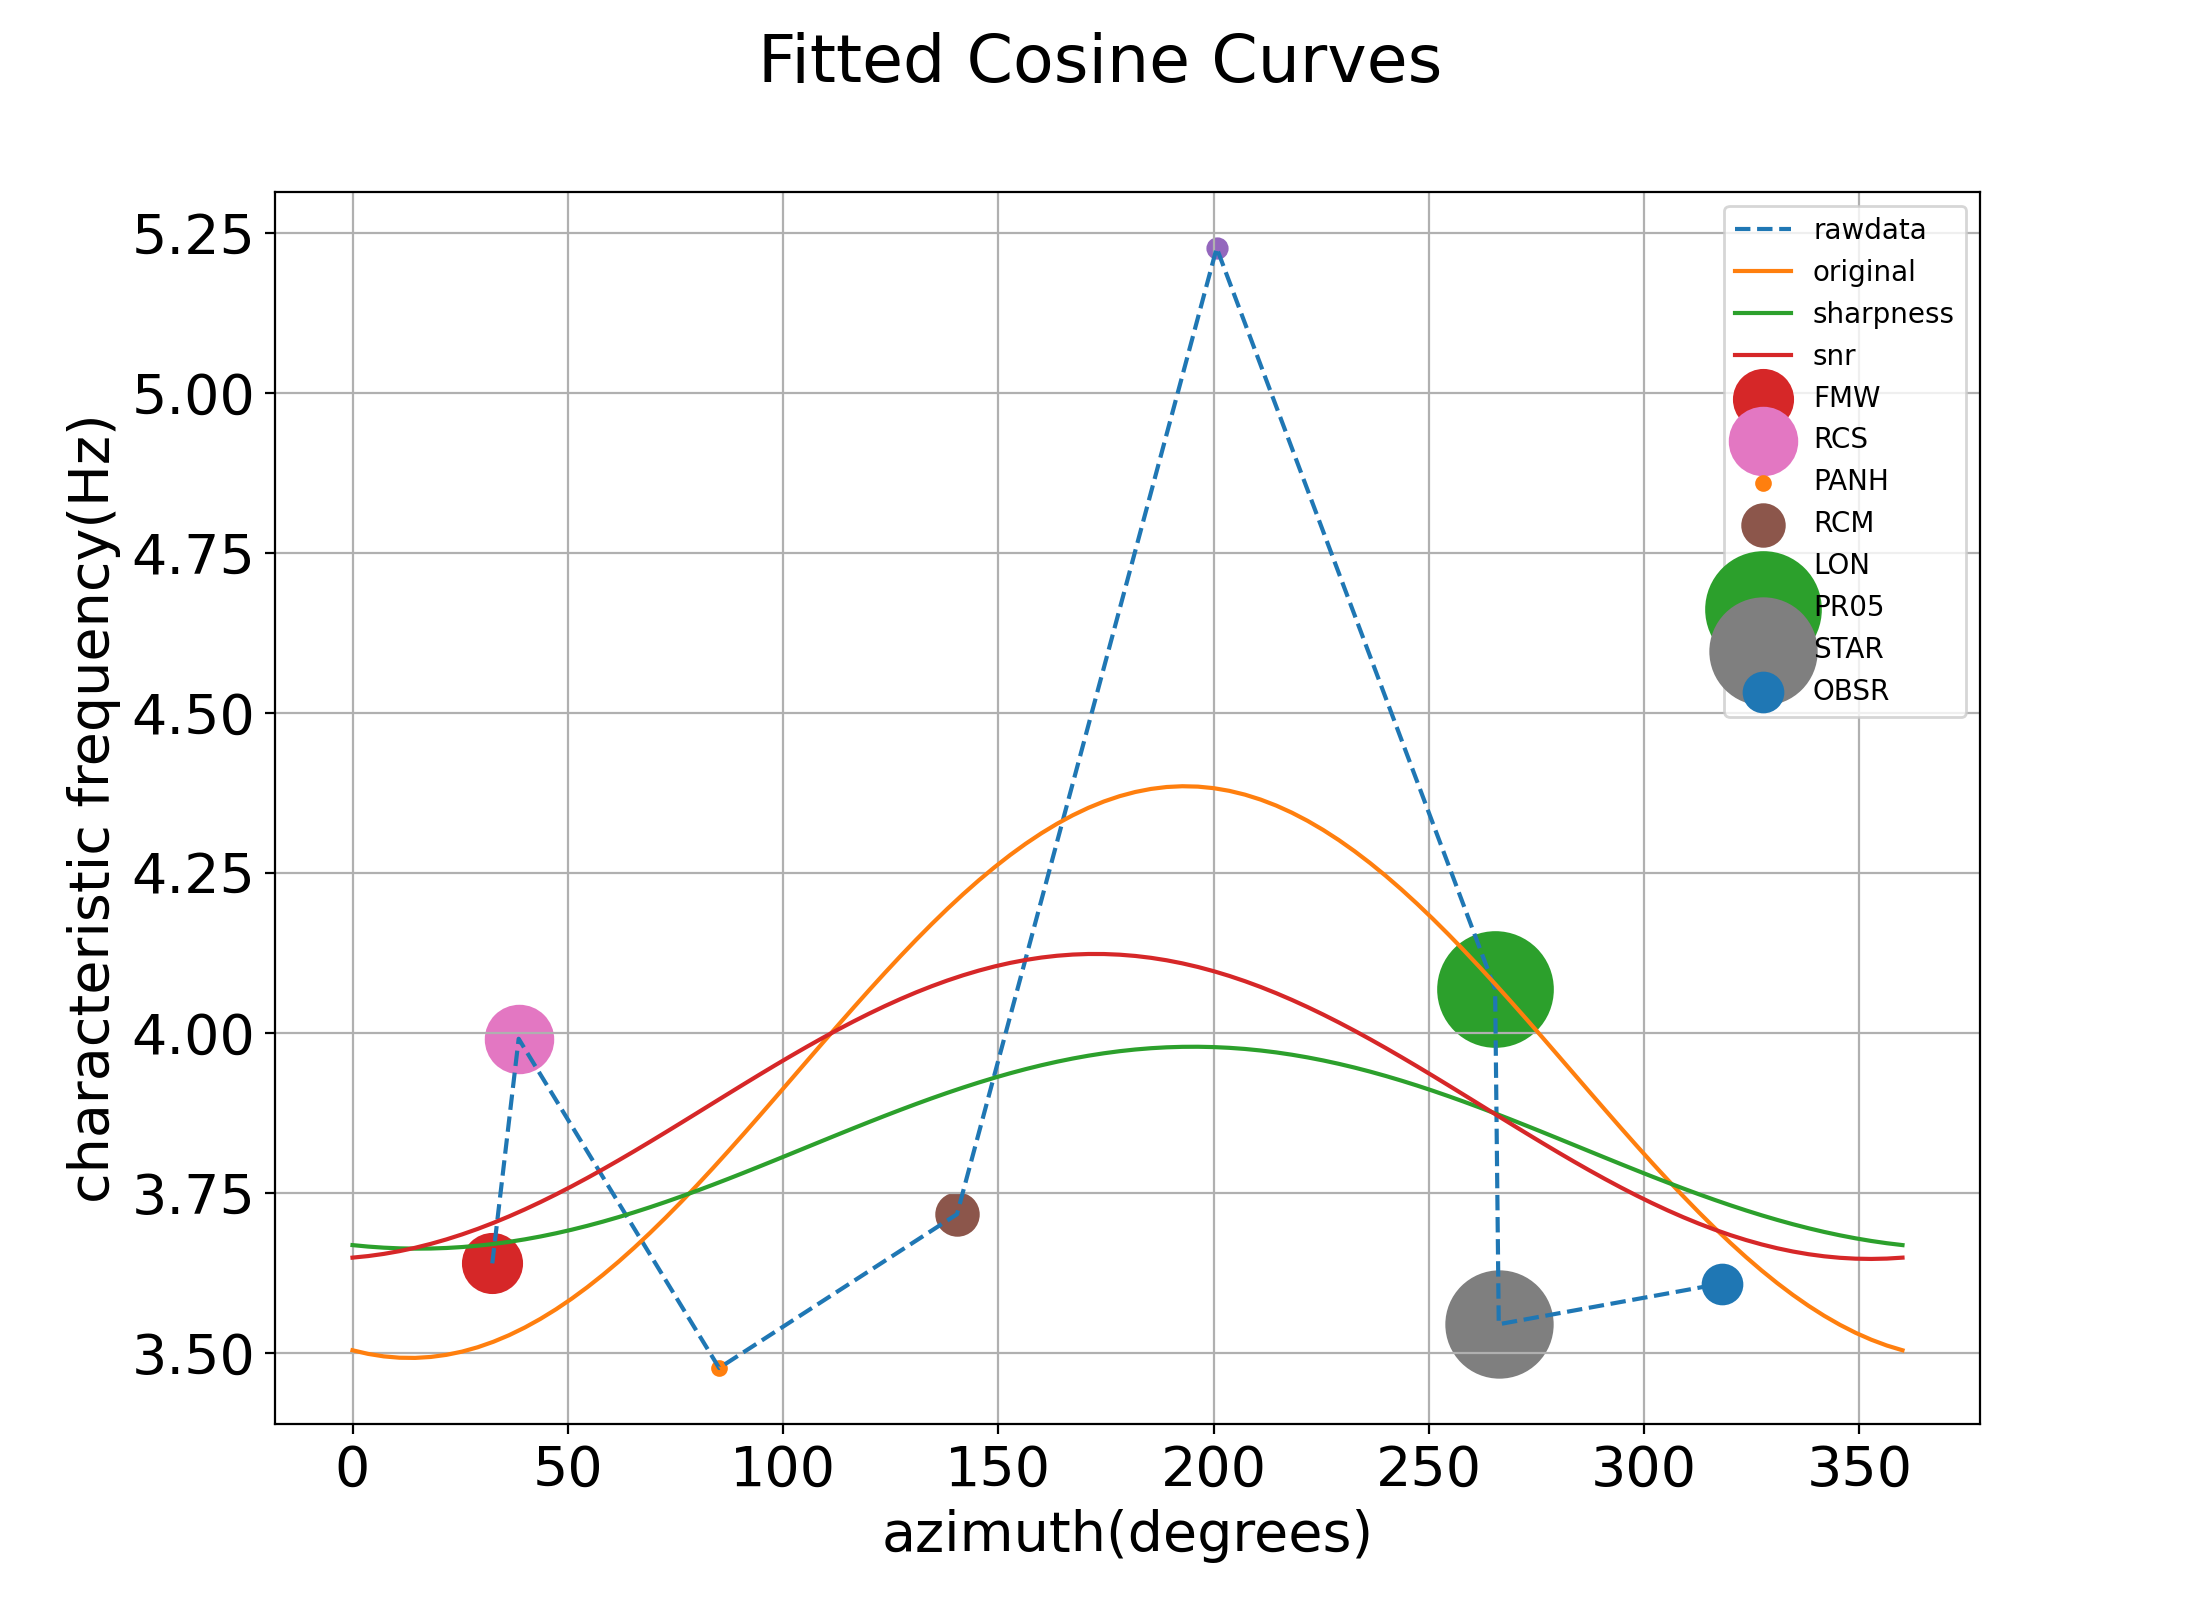 Fitted Cosine Curves
characteristic frequency(Hz)
5.25
5.00
4.75
4.50
4.25
4.00
3.75
3.50
rawdata
original
sharpness
snr
FMW
RCS
PANH
RCM
LON
PR05
STAR
OBSR
0 50 100 150 200 250 300 350
azimuth(degrees)